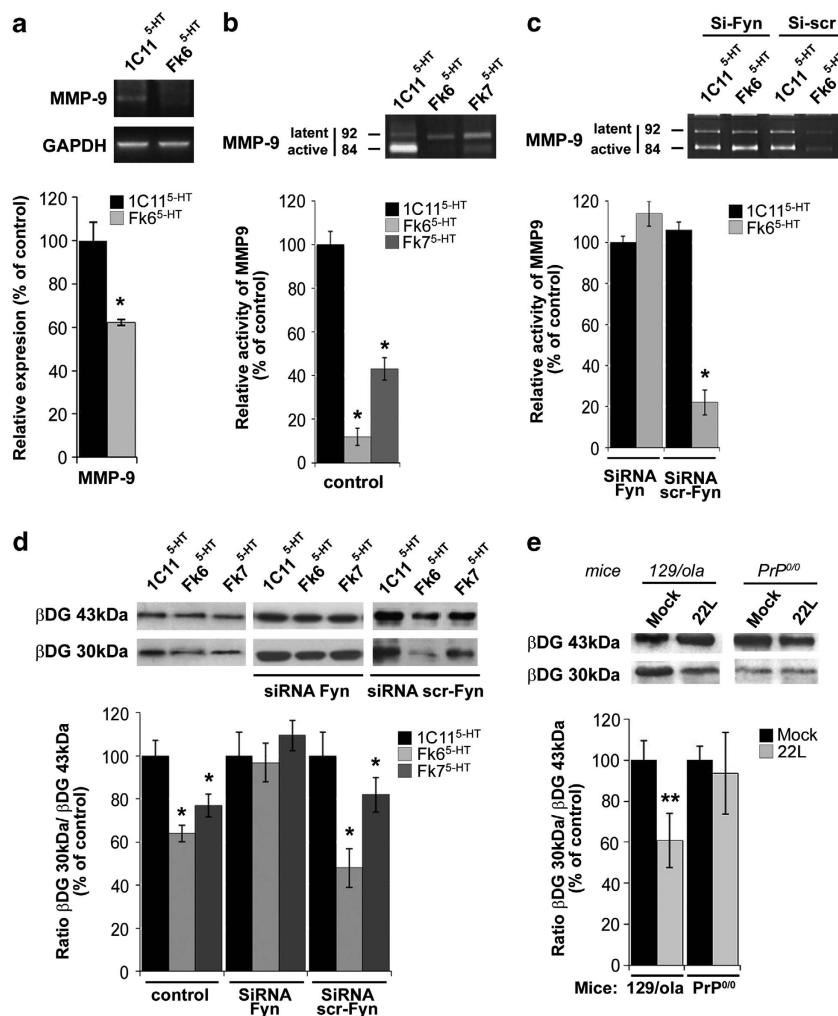 a
1C11 5-HT
Fk6 5-HT
MMP-9
GAPDH
Relative expresion (% of control)
120
100
80
60
40
20
0
1C11 5-HT
Fk6 5-HT
*
MMP-9
b
1C11 5-HT
Fk6 5-HT
Fk7 5-HT
MMP-9
latent 92
active 84
Relative activity of MMP9
(% of control)
120
100
80
60
40
20
0
1C11 5-HT
Fk6 5-HT
Fk7 5-HT
*
*
control
c
Si-Fyn
Si-scr
1C11 5-HT
Fk6 5-HT
1C11 5-HT
Fk6 5-HT
MMP-9
latent 92
active 84
Relative activity of MMP9
(% of control)
120
100
80
60
40
20
0
1C11 5-HT
Fk6 5-HT
*
SiRNA
Fyn
SiRNA
scr-Fyn
d
1C11 5-HT
Fk6 5-HT
Fk7 5-HT
1C11 5-HT
Fk6 5-HT
Fk7 5-HT
1C11 5-HT
Fk6 5-HT
Fk7 5-HT
βDG 43kDa
βDG 30kDa
siRNA Fyn
siRNA scr-Fyn
Ratio βDG 30kDa/ βDG 43kDa
(% of control)
120
100
80
60
40
20
0
1C11 5-HT
Fk6 5-HT
Fk7 5-HT
*
*
*
*
control
SiRNA
Fyn
SiRNA
scr-Fyn
e
mice
129/ola
PrP0/0
Mock
22L
Mock
22L
βDG 43kDa
βDG 30kDa
Ratio βDG 30kDa/ βDG 43kDa
(% of control)
120
100
80
60
40
20
0
Mock
22L
**
Mice: 129/ola PrP0/0